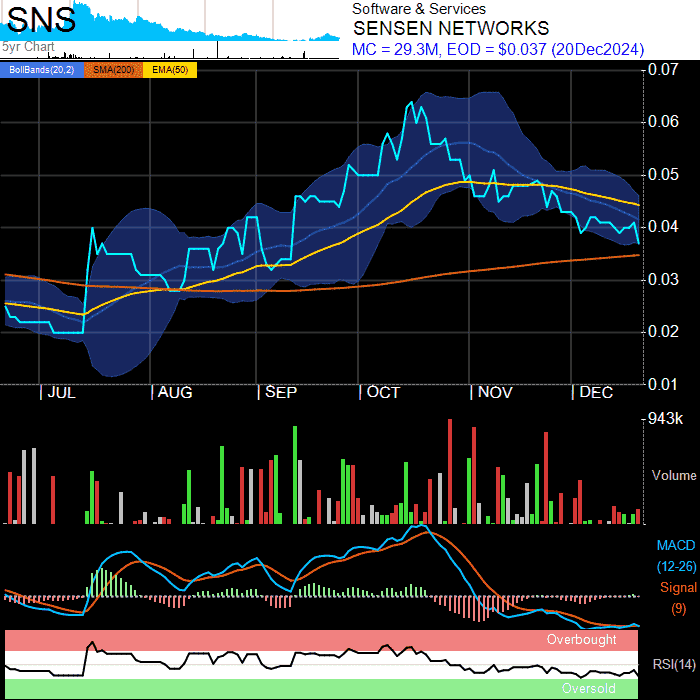 SNS
5yr Chart
Software & Services
SENSEN NETWORKS
MC = 29.3M, EOD = $0.037 (20Dec2024)
BollBands(20,2) SMA(200) EMA(50)
0.07
0.06
0.05
0.04
0.03
0.02
0.01
JUL AUG SEP OCT NOV DEC
943k
Volume
MACD
(12-26)
Signal
(9)
Overbought
RSI(14)
Oversold